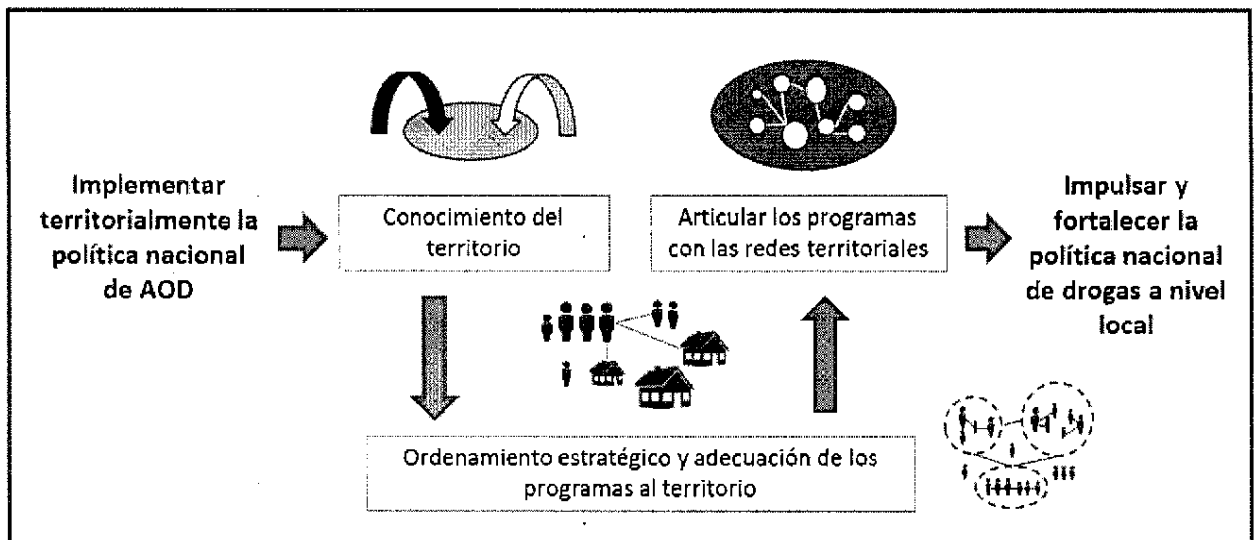 Implementar
territorialmente la
política nacional
de AOD
Conocimiento del
territorio
Articular los programas
con las redes territoriales
Impulsar y
fortalecer la
política nacional
de drogas a nivel
local
Ordenamiento estratégico y adecuación de los
programas al territorio